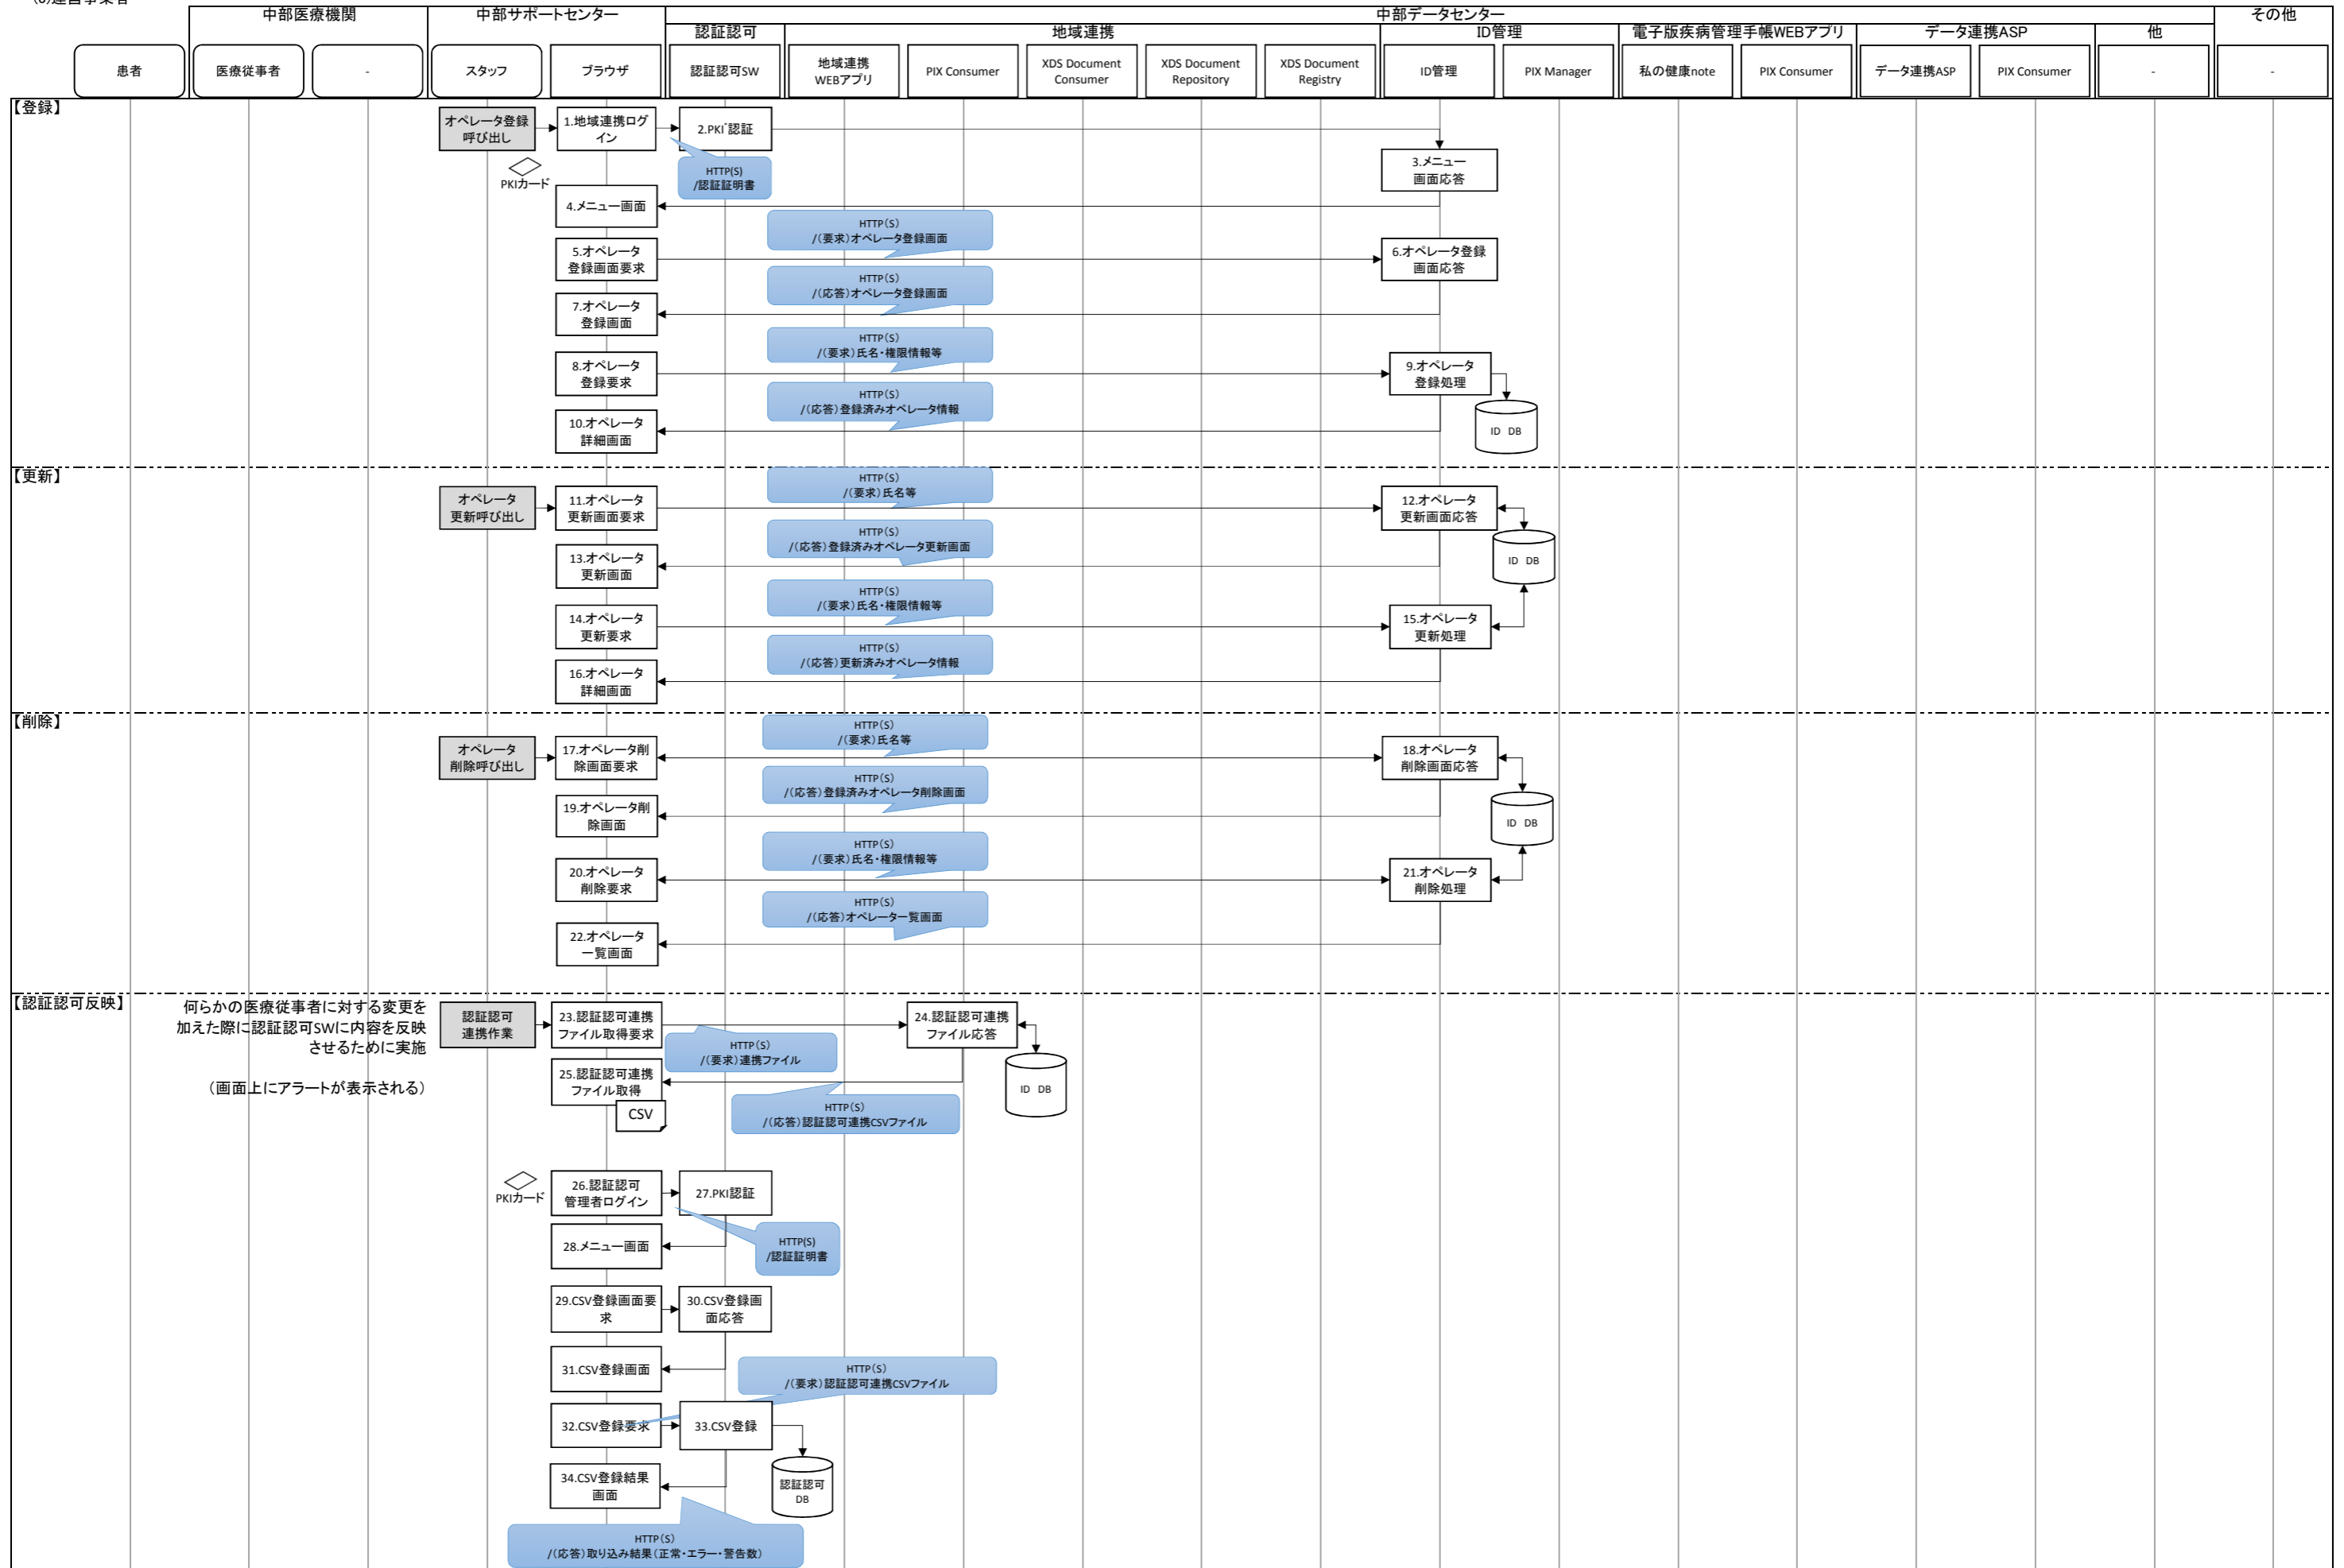 (6)運営事業者
中部医療機関
中部サポートセンター
中部データセンター
その他
認証認可
地域連携
ID管理
電子版疾病管理手帳WEBアプリ
データ連携ASP
他
患者
医療従事者
-
スタッフ
ブラウザ
認証認可SW
地域連携
WEBアプリ
PIX Consumer
XDS Document
Consumer
XDS Document
Repository
XDS Document
Registry
ID管理
PIX Manager
私の健康note
PIX Consumer
データ連携ASP
PIX Consumer
-
-
【登録】
オペレータ登録
呼び出し
1.地域連携ログ
イン
2.PKI認証
HTTP(S)
/認証証明書
PKIカード
3.メニュー
画面応答
4.メニュー画面
HTTP(S)
/(要求)オペレータ登録画面
5.オペレータ
登録画面要求
6.オペレータ登録
画面応答
HTTP(S)
/(応答)オペレータ登録画面
7.オペレータ
登録画面
HTTP(S)
/(要求)氏名・権限情報等
8.オペレータ
登録要求
9.オペレータ
登録処理
HTTP(S)
/(応答)登録済みオペレータ情報
10.オペレータ
詳細画面
ID DB
【更新】
HTTP(S)
/(要求)氏名等
オペレータ
更新呼び出し
11.オペレータ
更新画面要求
12.オペレータ
更新画面応答
HTTP(S)
/(応答)登録済みオペレータ更新画面
13.オペレータ
更新画面
ID DB
HTTP(S)
/(要求)氏名・権限情報等
14.オペレータ
更新要求
15.オペレータ
更新処理
HTTP(S)
/(応答)更新済みオペレータ情報
16.オペレータ
詳細画面
【削除】
HTTP(S)
/(要求)氏名等
オペレータ
削除呼び出し
17.オペレータ削
除画面要求
18.オペレータ
削除画面応答
HTTP(S)
/(応答)登録済みオペレータ削除画面
19.オペレータ削
除画面
ID DB
HTTP(S)
/(要求)氏名・権限情報等
20.オペレータ
削除要求
21.オペレータ
削除処理
HTTP(S)
/(応答)オペレータ一覧画面
22.オペレータ
一覧画面
【認証認可反映】
何らかの医療従事者に対する変更を
加えた際に認証認可SWに内容を反映
させるために実施
(画面上にアラートが表示される)
認証認可
連携作業
23.認証認可連携
ファイル取得要求
24.認証認可連携
ファイル応答
HTTP(S)
/(要求)連携ファイル
25.認証認可連携
ファイル取得
CSV
ID DB
HTTP(S)
/(応答)認証認可連携CSVファイル
PKIカード
26.認証認可
管理者ログイン
27.PKI認証
28.メニュー画面
HTTP(S)
/認証証明書
29.CSV登録画面要
求
30.CSV登録画
面応答
31.CSV登録画面
HTTP(S)
/(要求)認証認可連携CSVファイル
32.CSV登録要求
33.CSV登録
34.CSV登録結果
画面
認証認可
DB
HTTP(S)
/(応答)取り込み結果(正常・エラー・警告数)